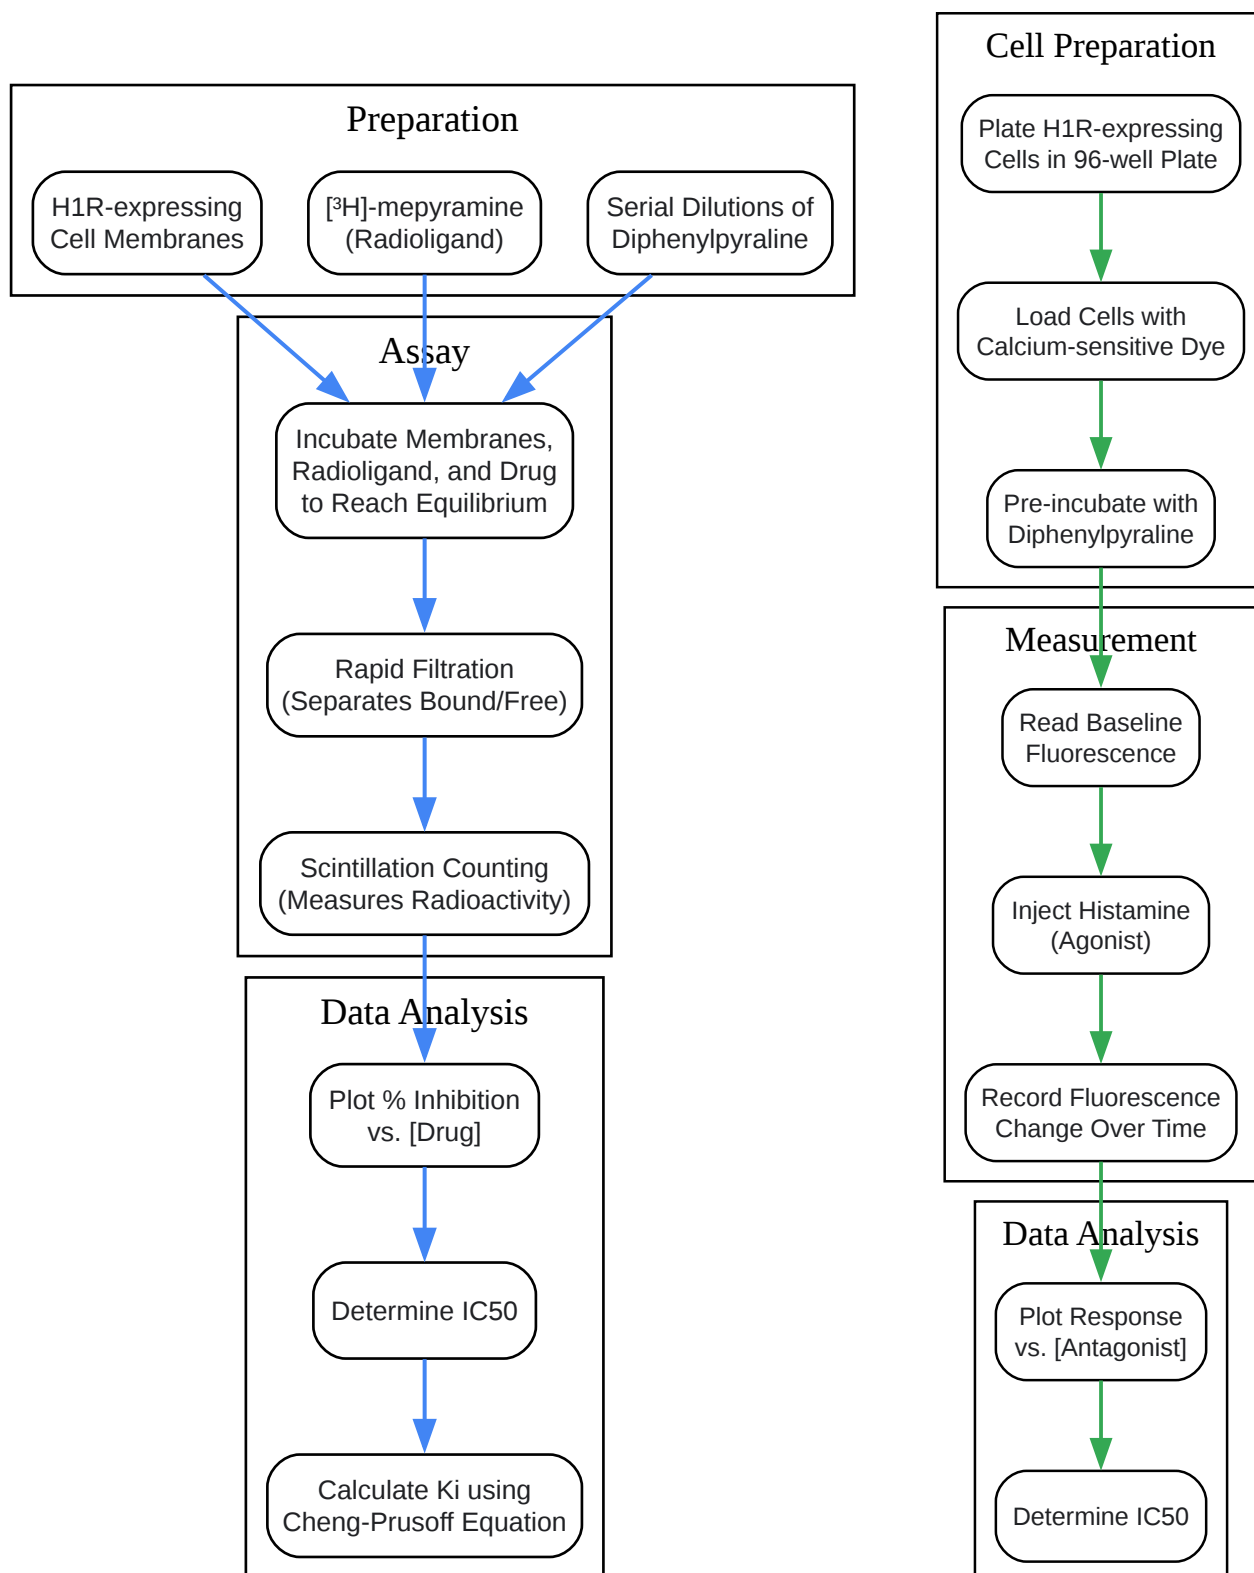 Preparation
H1R-expressing
Cell Membranes
[³H]-mepyramine
(Radioligand)
Serial Dilutions of
Diphenylpyraline
Assay
Incubate Membranes,
Radioligand, and Drug
to Reach Equilibrium
Rapid Filtration
(Separates Bound/Free)
Scintillation Counting
(Measures Radioactivity)
Data Analysis
Plot % Inhibition
vs. [Drug]
Determine IC50
Calculate Ki using
Cheng-Prusoff Equation
Cell Preparation
Plate H1R-expressing
Cells in 96-well Plate
Load Cells with
Calcium-sensitive Dye
Pre-incubate with
Diphenylpyraline
Measurement
Read Baseline
Fluorescence
Inject Histamine
(Agonist)
Record Fluorescence
Change Over Time
Data Analysis
Plot Response
vs. [Antagonist]
Determine IC50